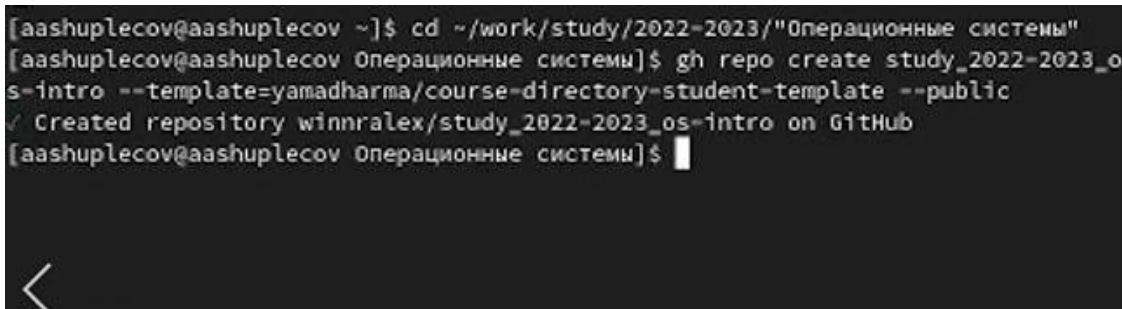 [aashuplecov@aashuplecov ~]$ cd ~/work/study/2022-2023/"Операционные системы"
[aashuplecov@aashuplecov Операционные системы]$ gh repo create study_2022-2023_o
s-intro --template=yamadharma/course-directory-student-template --public
✓ Created repository winnralex/study_2022-2023_os-intro on GitHub
[aashuplecov@aashuplecov Операционные системы]$